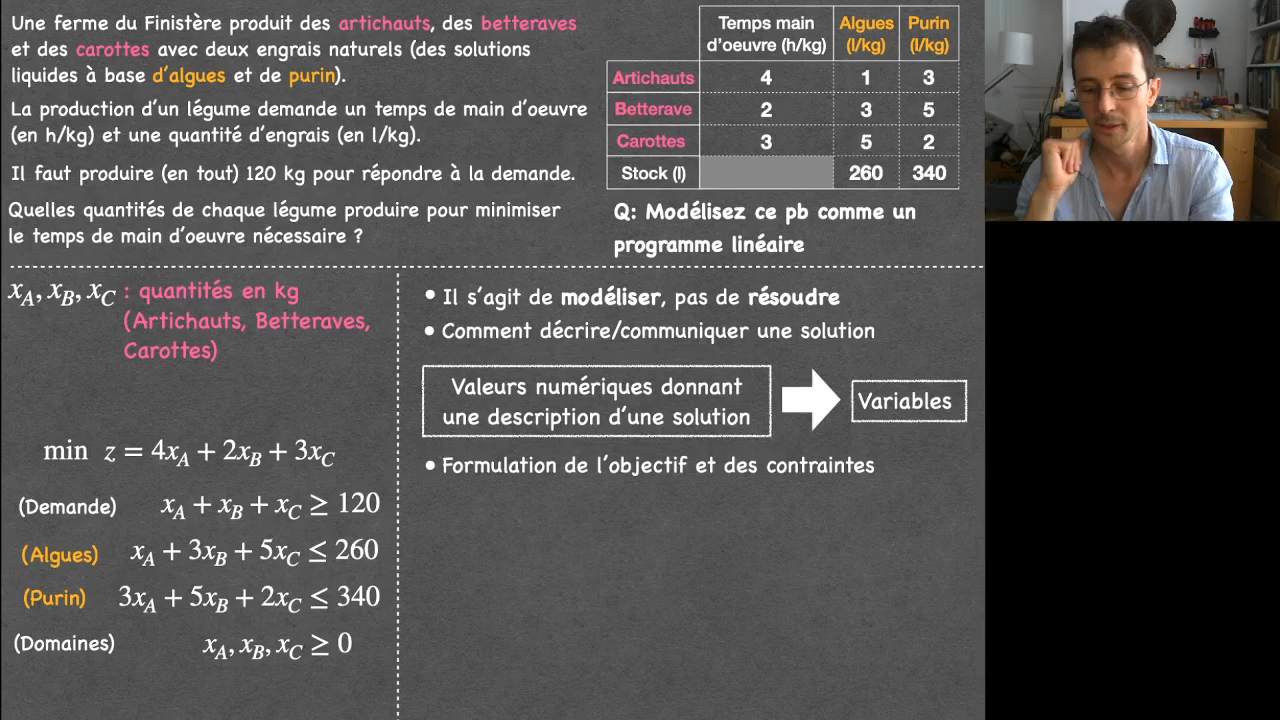 Une ferme du Finistère produit des artichauts, des betteraves
et des carottes avec deux engrais naturels (des solutions
liquides à base d'algues et de purin).
La production d'un légume demande un temps de main d'oeuvre
(en h/kg) et une quantité d'engrais (en l/kg).
Il faut produire (en tout) 120 kg pour répondre à la demande.
Quelles quantités de chaque légume produire pour minimiser
le temps de main d'oeuvre nécessaire ?
Temps main d'oeuvre (h/kg) Algues (l/kg) Purin (l/kg)
Artichauts 4 1 3
Betterave 2 3 5
Carottes 3 5 2
Stock (l) 260 340
Q: Modélisez ce pb comme un
programme linéaire
x_A, x_B, x_C : quantités en kg
(Artichauts, Betteraves,
Carottes)
min z = 4x_A + 2x_B + 3x_C
(Demande) x_A + x_B + x_C ≥ 120
(Algues) x_A + 3x_B + 5x_C ≤ 260
(Purin) 3x_A + 5x_B + 2x_C ≤ 340
(Domaines) x_A, x_B, x_C ≥ 0
• Il s'agit de modéliser, pas de résoudre
• Comment décrire/communiquer une solution
Valeurs numériques donnant
une description d'une solution
Variables
• Formulation de l'objectif et des contraintes